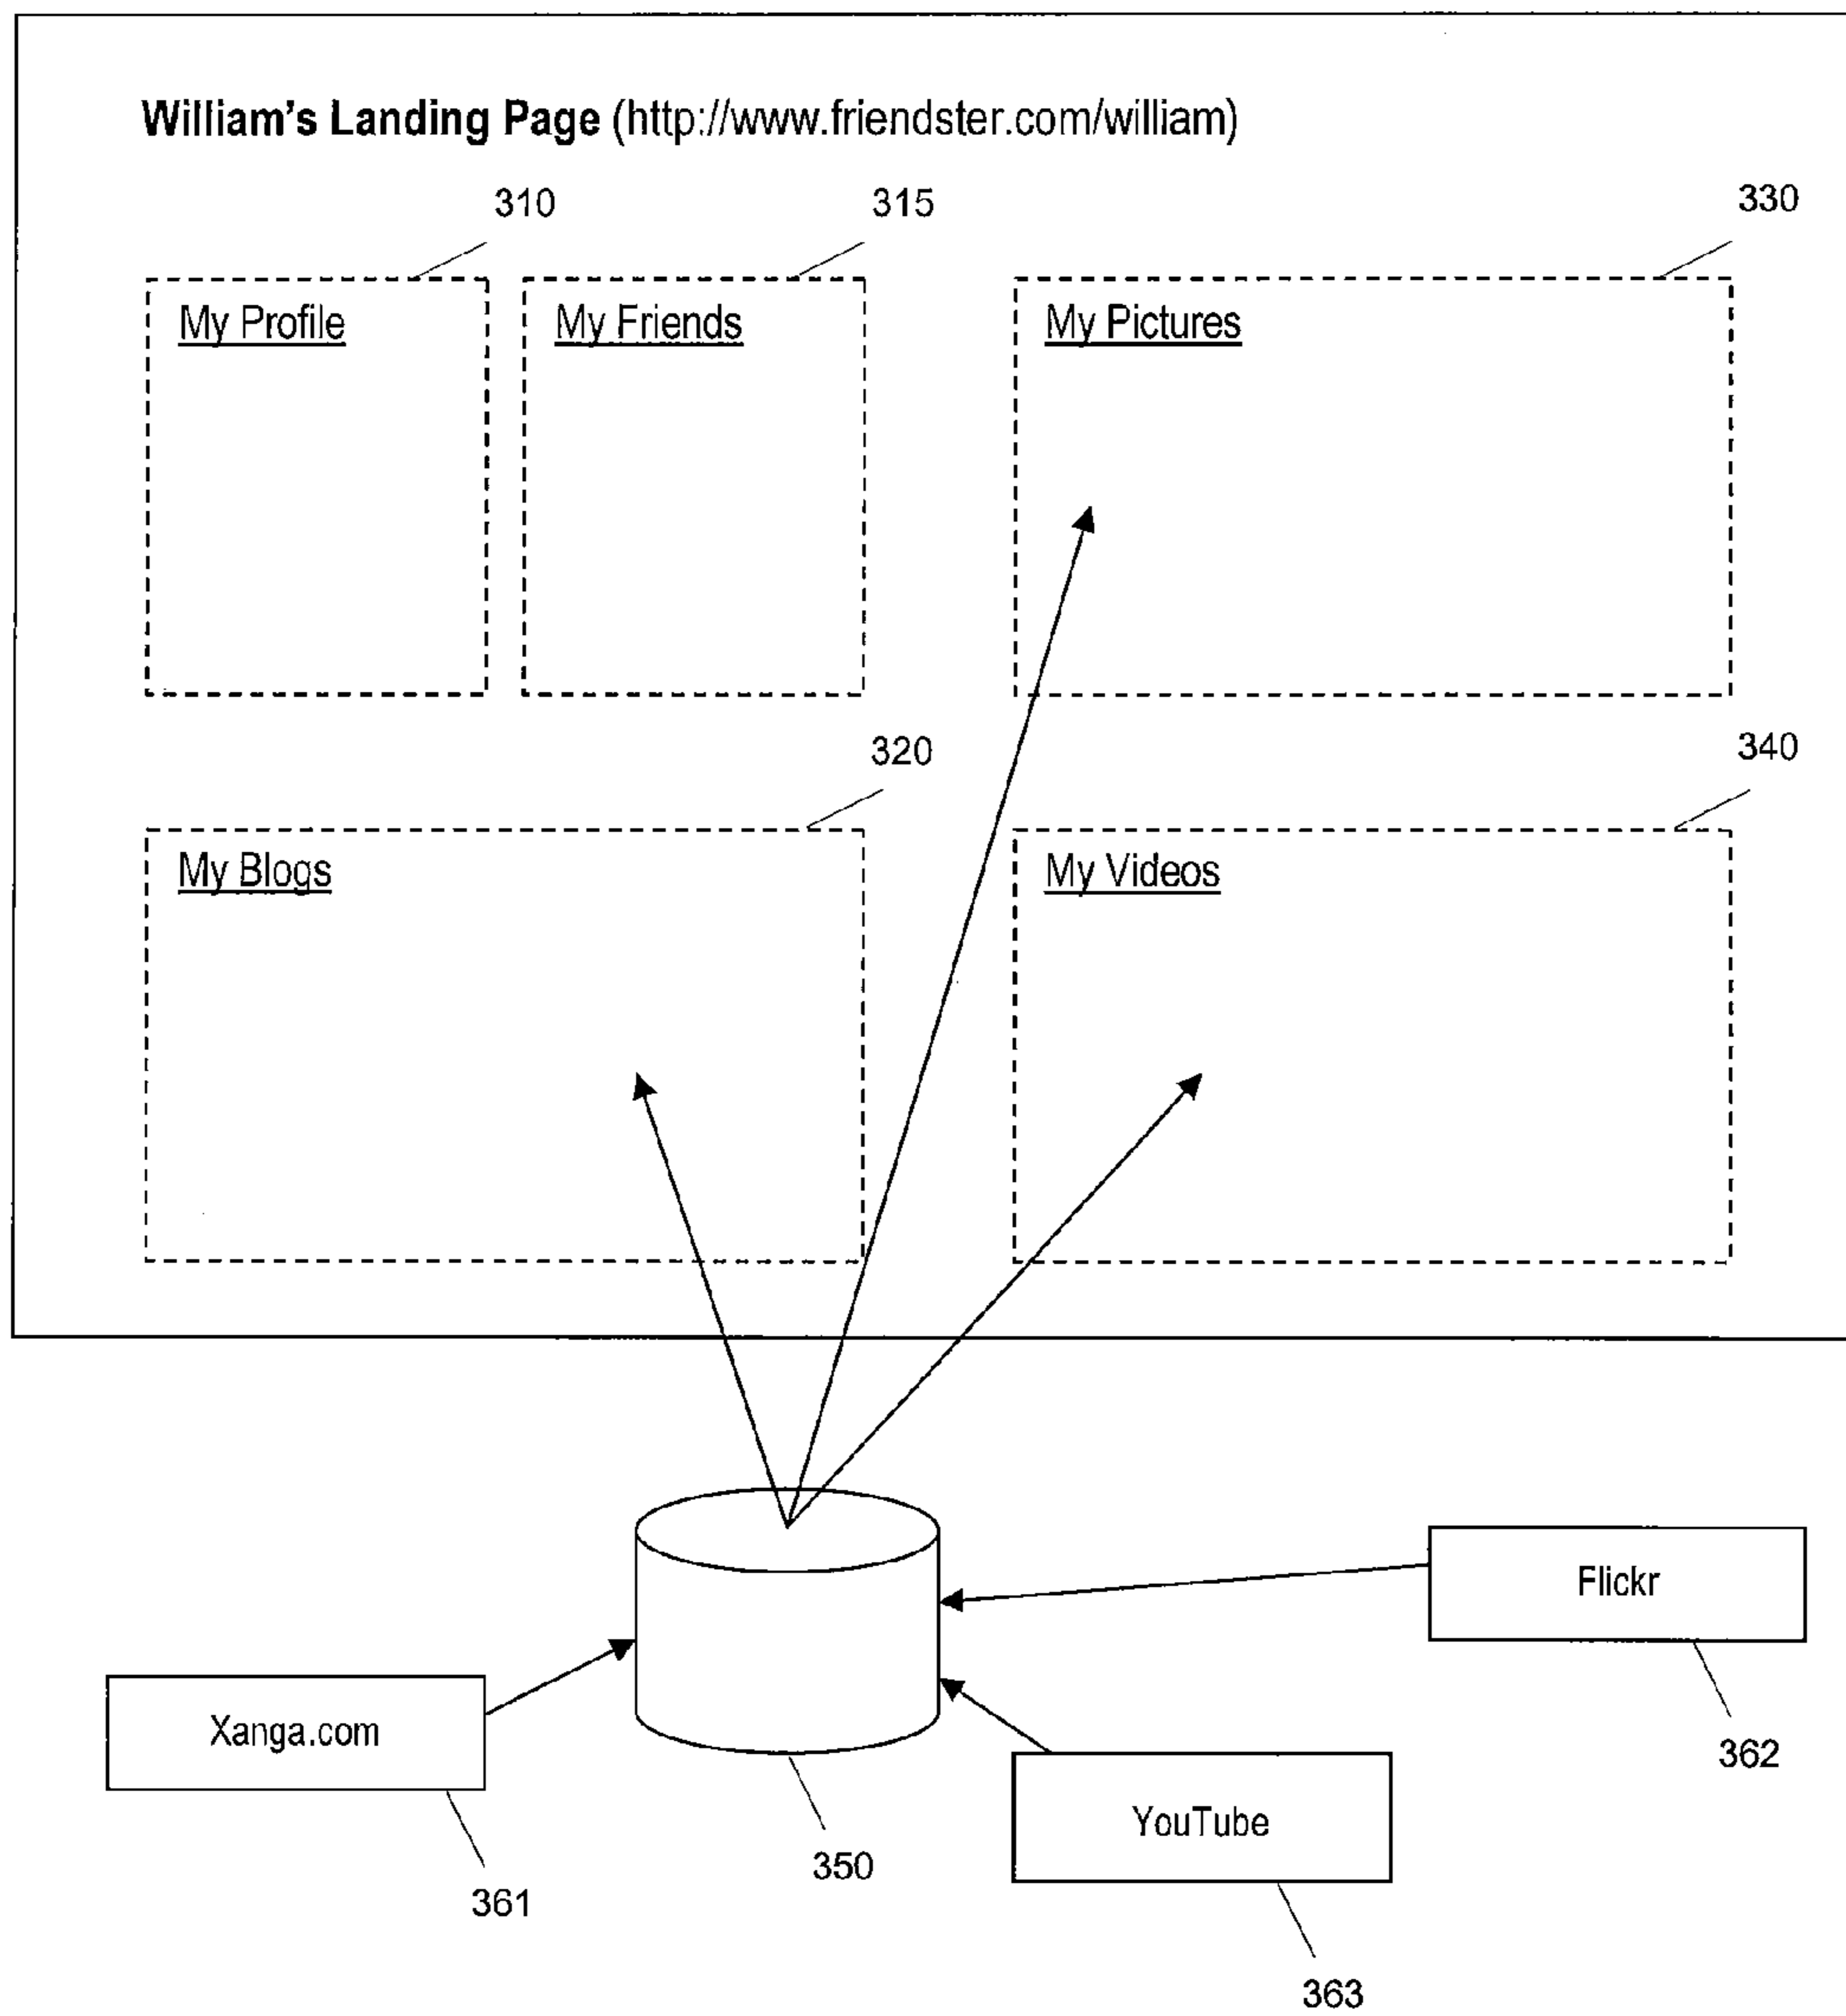 William's Landing Page (http://www.friendster.com/william)
310
315
330
My Profile
My Friends
My Pictures
320
340
My Blogs
My Videos
Flickr
Xanga.com
362
YouTube
350
361
363